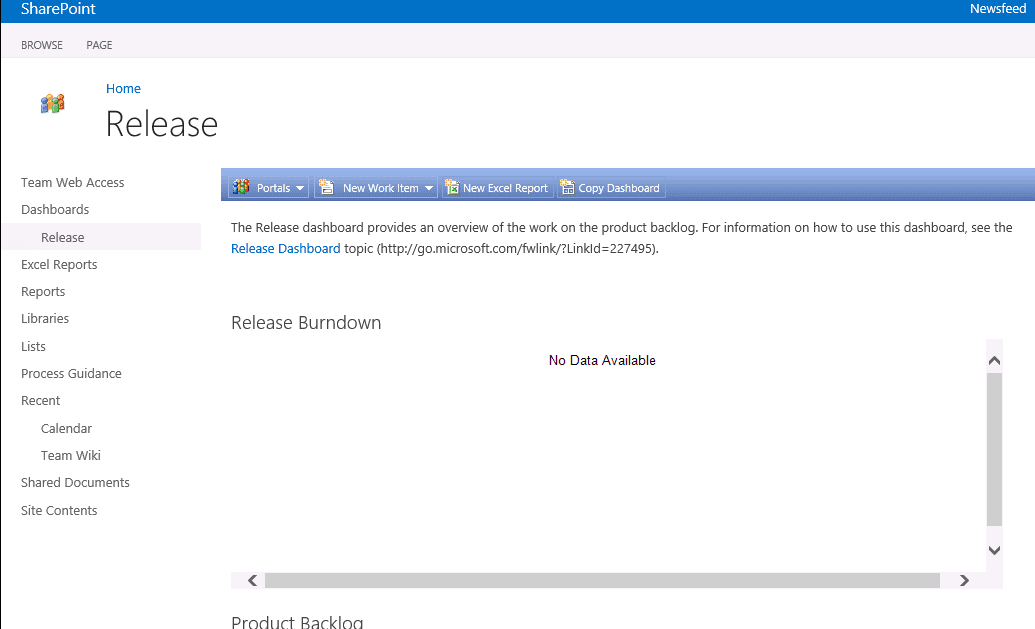 SharePoint
Newsfeed
BROWSE
PAGE
Home
Release
Team Web Access
Dashboards
Release
Excel Reports
Reports
Libraries
Lists
Process Guidance
Recent
Calendar
Team Wiki
Shared Documents
Site Contents
Portals
New Work Item
New Excel Report
Copy Dashboard
The Release dashboard provides an overview of the work on the product backlog. For information on how to use this dashboard, see the
Release Dashboard topic (http://go.microsoft.com/fwlink/?LinkId=227495).
Release Burndown
No Data Available
Product Backlog